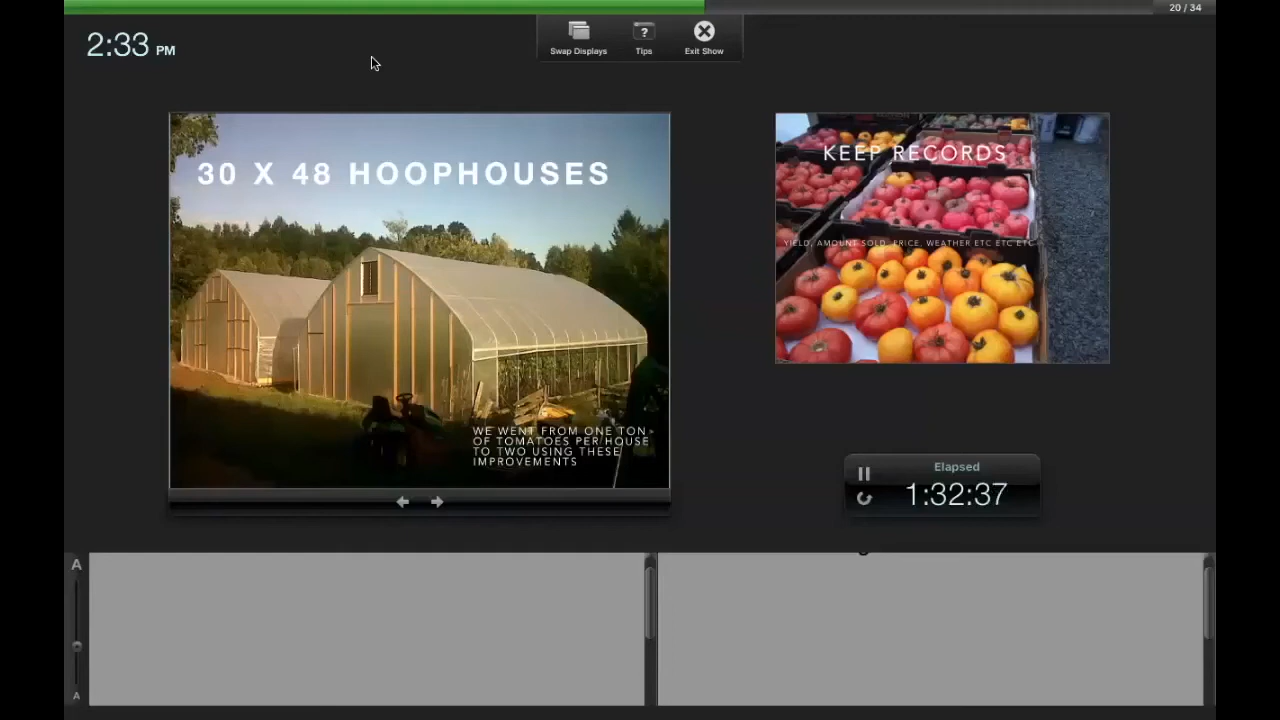 20 / 34
2:33 PM
Swap Displays
Tips
Exit Show
30 X 48 HOOPHOUSES
WE WENT FROM ONE TON
OF TOMATOES PER HOUSE
TO TWO USING THESE
IMPROVEMENTS
KEEP RECORDS
YIELD, AMOUNT SOLD, PRICE, WEATHER ETC ETC ETC
Elapsed
1:32:37
A
A